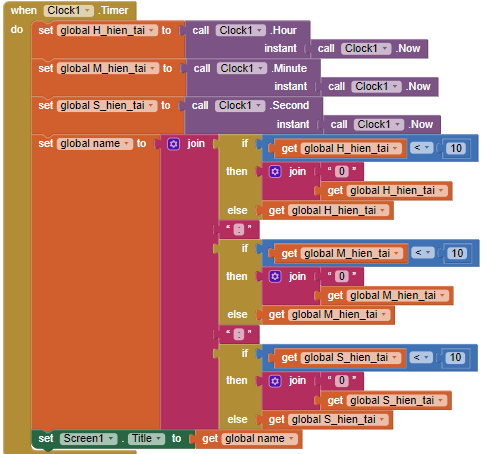 when Clock1 .Timer
do set global H_hien_tai to call Clock1 .Hour
instant call Clock1 .Now
set global M_hien_tai to call Clock1 .Minute
instant call Clock1 .Now
set global S_hien_tai to call Clock1 .Second
instant call Clock1 .Now
set global name to join if get global H_hien_tai < 10
then join " 0 "
get global H_hien_tai
else get global H_hien_tai
" : "
if get global M_hien_tai < 10
then join " 0 "
get global M_hien_tai
else get global M_hien_tai
" : "
if get global S_hien_tai < 10
then join " 0 "
get global S_hien_tai
else get global S_hien_tai
set Screen1 . Title to get global name